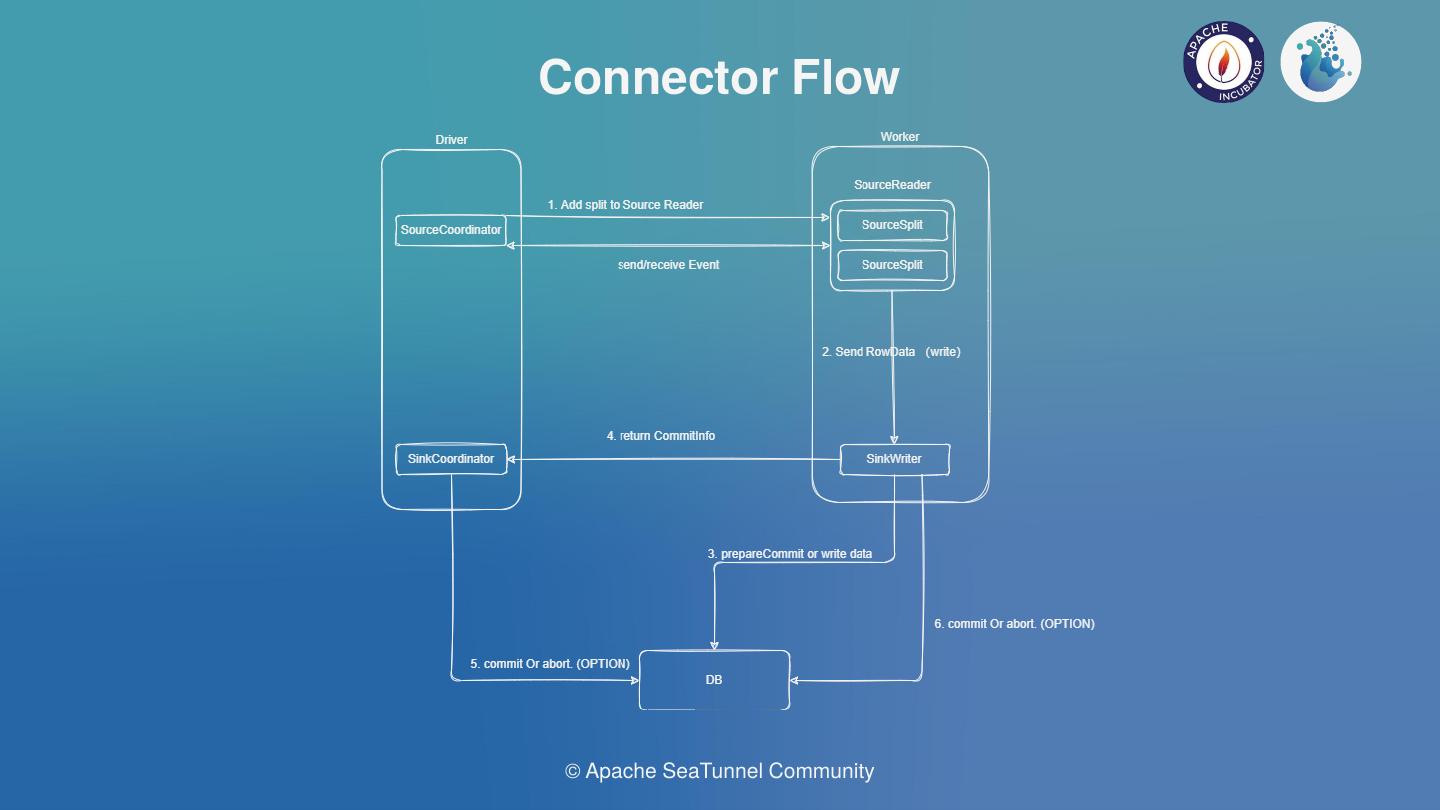 APACHE
INCUBATOR
Connector Flow
Driver
Worker
SourceReader
1. Add split to Source Reader
SourceCoordinator
SourceSplit
send/receive Event
SourceSplit
2. Send RowData (write)
4. return CommitInfo
SinkCoordinator
SinkWriter
3. prepareCommit or write data
6. commit Or abort. (OPTION)
5. commit Or abort. (OPTION)
DB
© Apache SeaTunnel Community